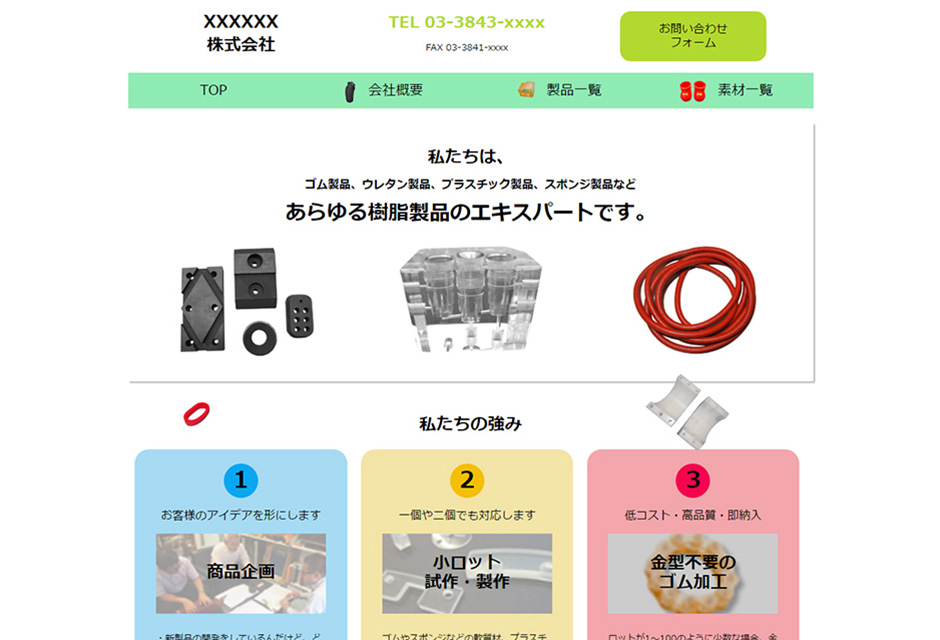 XXXXXX
株式会社
TEL 03-3843-xxxx
FAX 03-3841-xxxx
お問い合わせ
フォーム
TOP
会社概要
製品一覧
素材一覧
私たちは、
ゴム製品、ウレタン製品、プラスチック製品、スポンジ製品など
あらゆる樹脂製品のエキスパートです。
私たちの強み
1
お客様のアイデアを形にします
商品企画
・新製品の開発をしているんだけど、ど
2
一個や二個でも対応します
小ロット
試作・製作
ゴムやスポンジなどの軟質材、プラスチ
3
低コスト・高品質・即納入
金型不要の
ゴム加工
ロットが1～100のように少数な場合、金